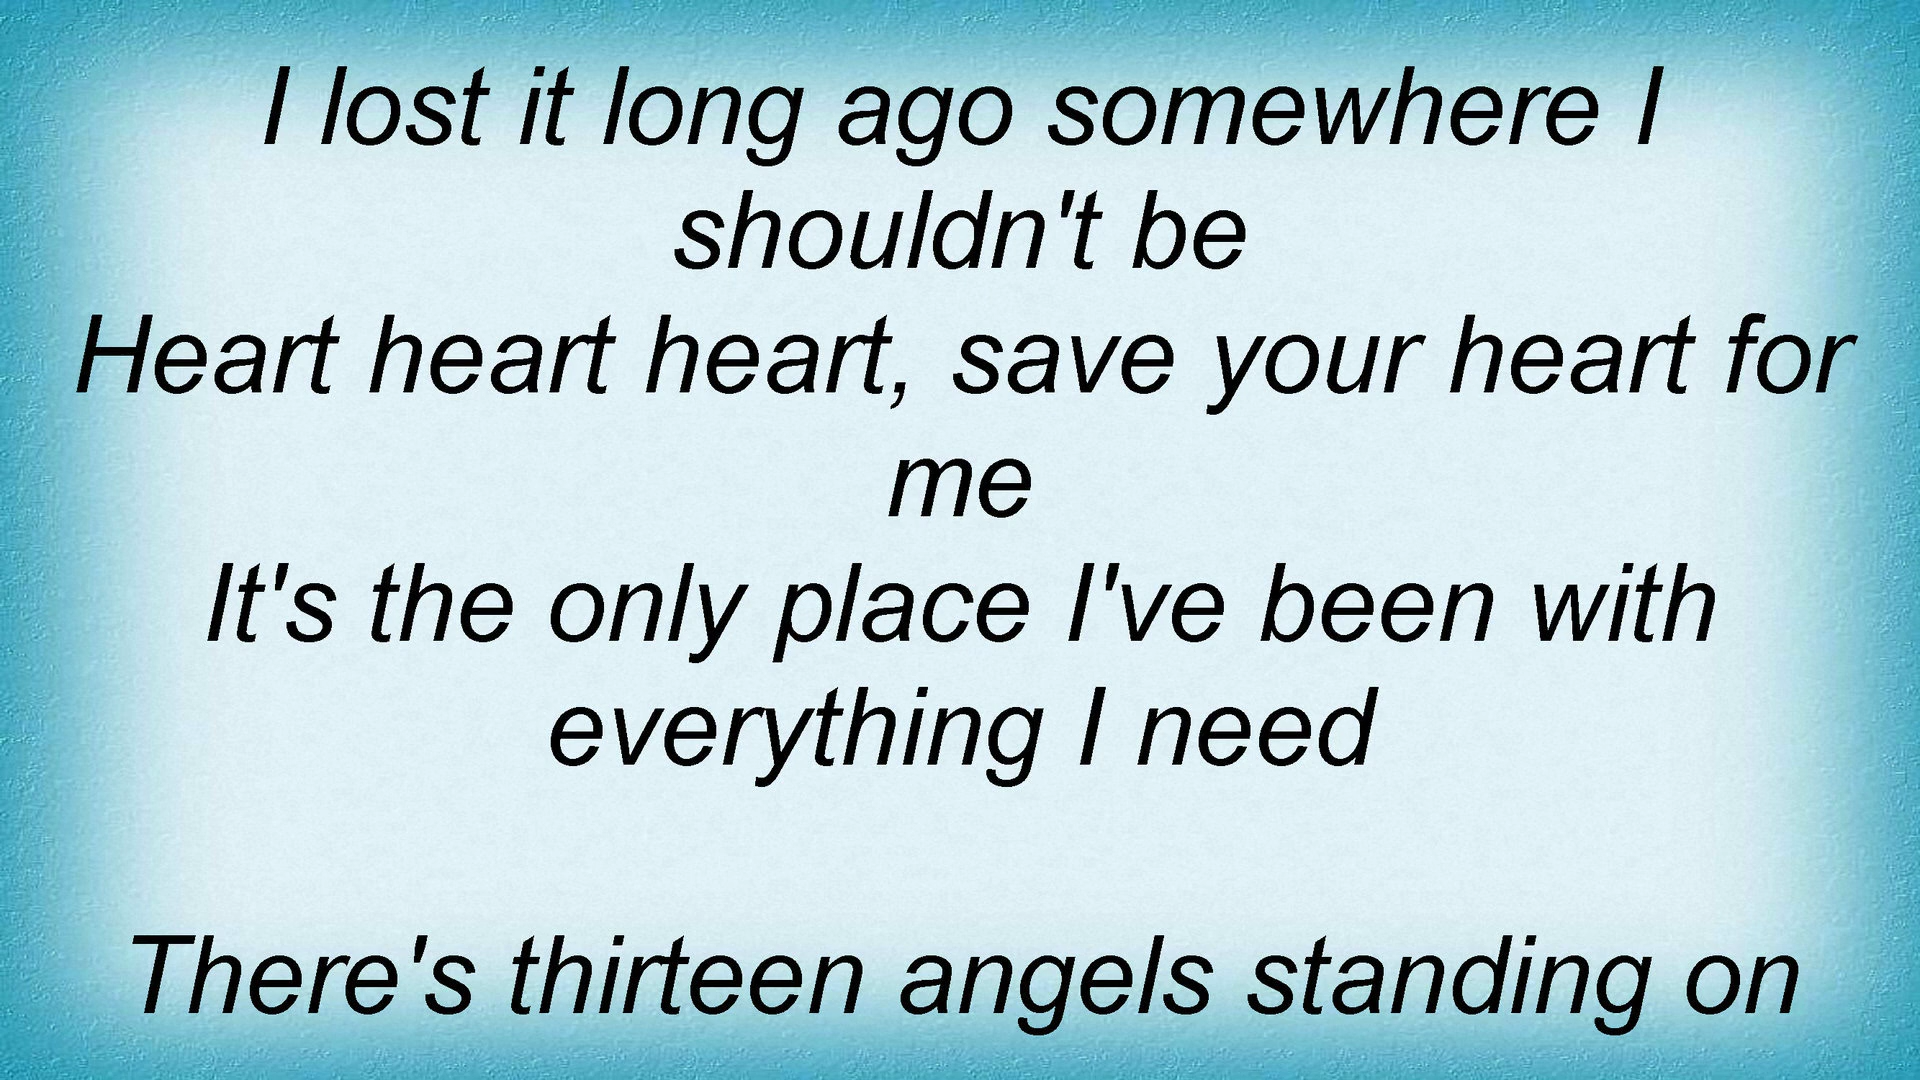 I lost it long ago somewhere I
shouldn't be
Heart heart heart, save your heart for
me
It's the only place I've been with
everything I need
There's thirteen angels standing on